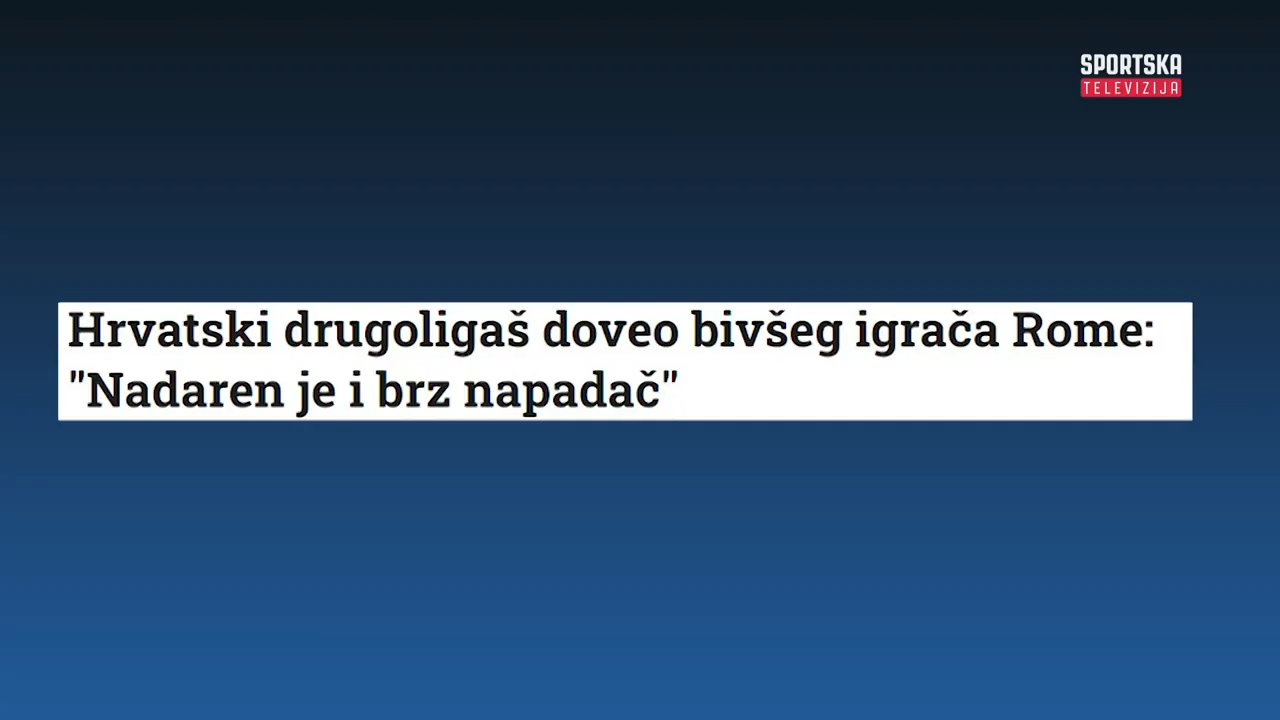 SPORTSKA
TELEVIZIJA
Hrvatski drugoligaš doveo bivšeg igrača Rome:
"Nadaren je i brz napadač"